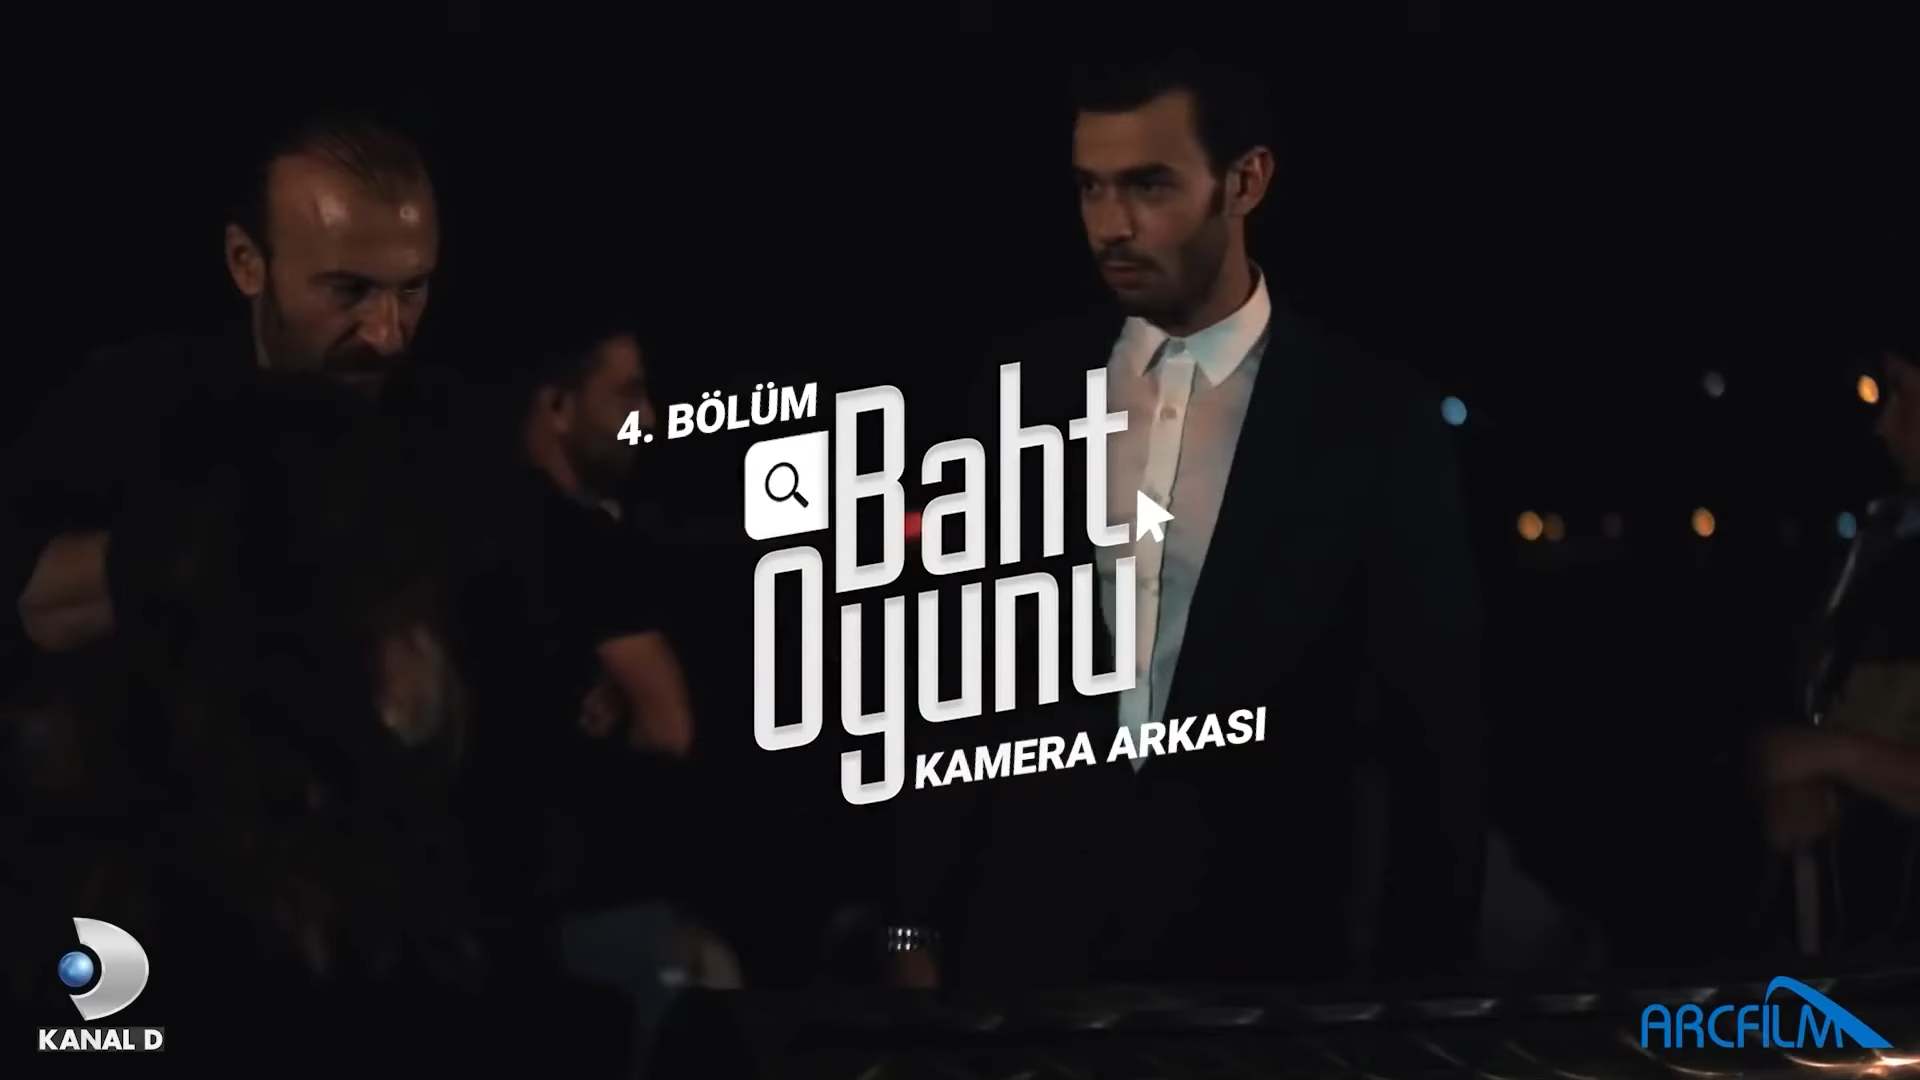 4. BÖLÜM
Baht
Oyunu
KAMERA ARKASI
KANAL D
ARCFILM